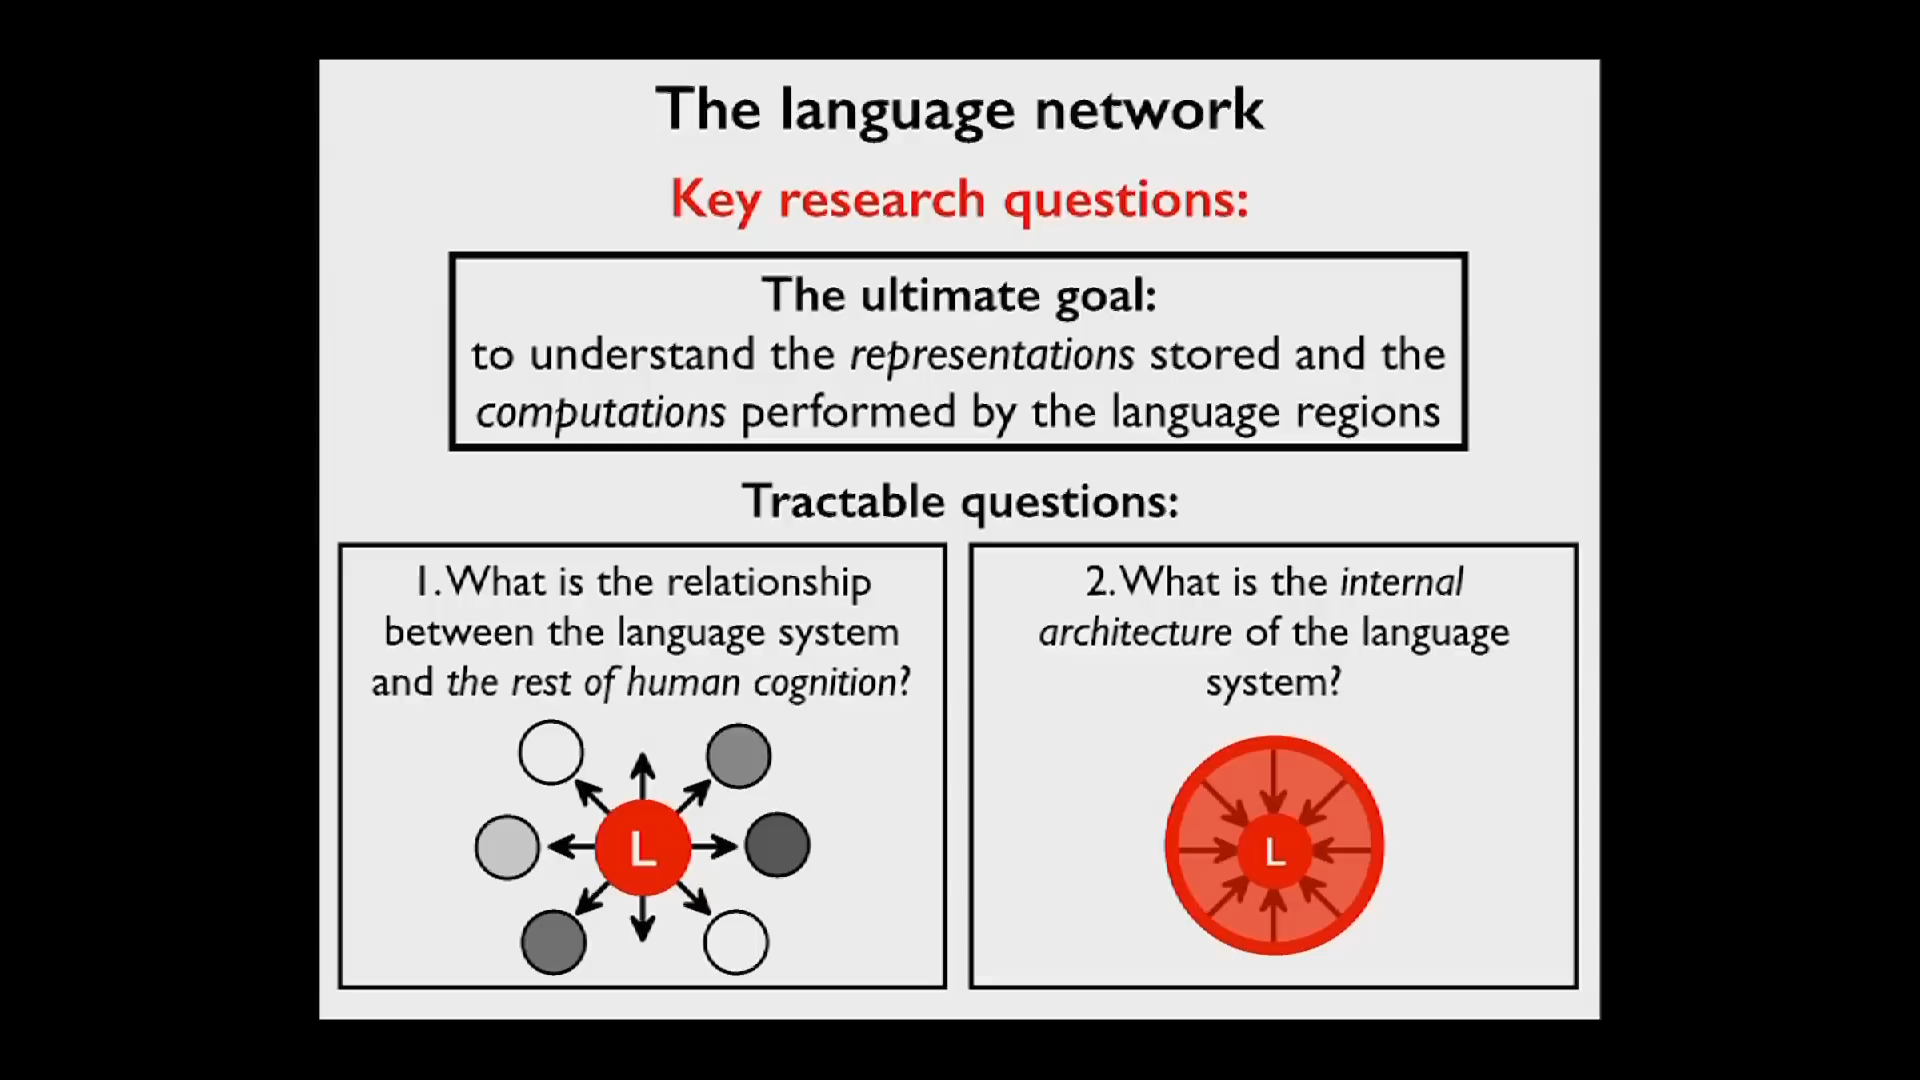 The language network
Key research questions:
The ultimate goal:
to understand the representations stored and the
computations performed by the language regions
Tractable questions:
1. What is the relationship
between the language system
and the rest of human cognition?
L
2. What is the internal
architecture of the language
system?
L